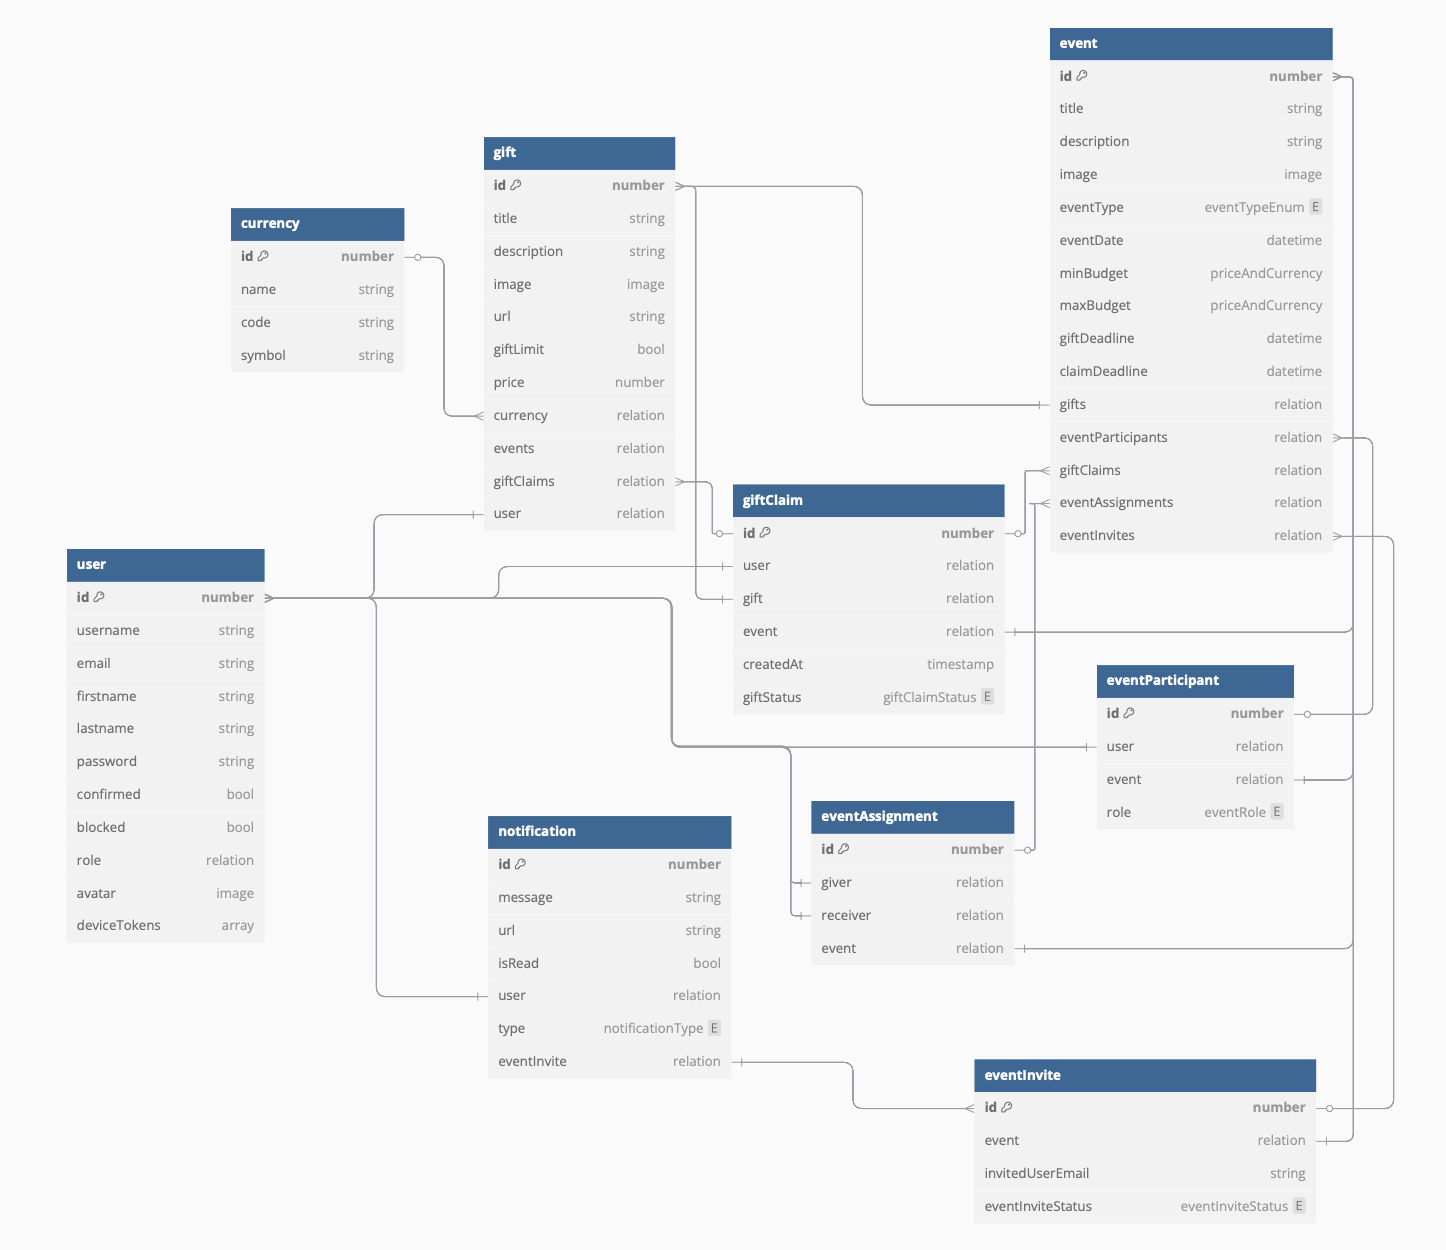 event
id number
title string
description string
image image
eventType eventTypeEnum E
eventDate datetime
minBudget priceAndCurrency
maxBudget priceAndCurrency
giftDeadline datetime
claimDeadline datetime
gifts relation
eventParticipants relation
giftClaims relation
eventAssignments relation
eventInvites relation
gift
id number
title string
description string
image image
url string
giftLimit bool
price number
currency relation
events relation
giftClaims relation
user relation
currency
id number
name string
code string
symbol string
giftClaim
id number
user relation
gift relation
event relation
createdAt timestamp
giftStatus giftClaimStatus E
user
id number
username string
email string
firstname string
lastname string
password string
confirmed bool
blocked bool
role relation
avatar image
deviceTokens array
eventParticipant
id number
user relation
event relation
role eventRole E
eventAssignment
id number
giver relation
receiver relation
event relation
notification
id number
message string
url string
isRead bool
user relation
type notificationType E
eventInvite relation
eventInvite
id number
event relation
invitedUserEmail string
eventInviteStatus eventInviteStatus E